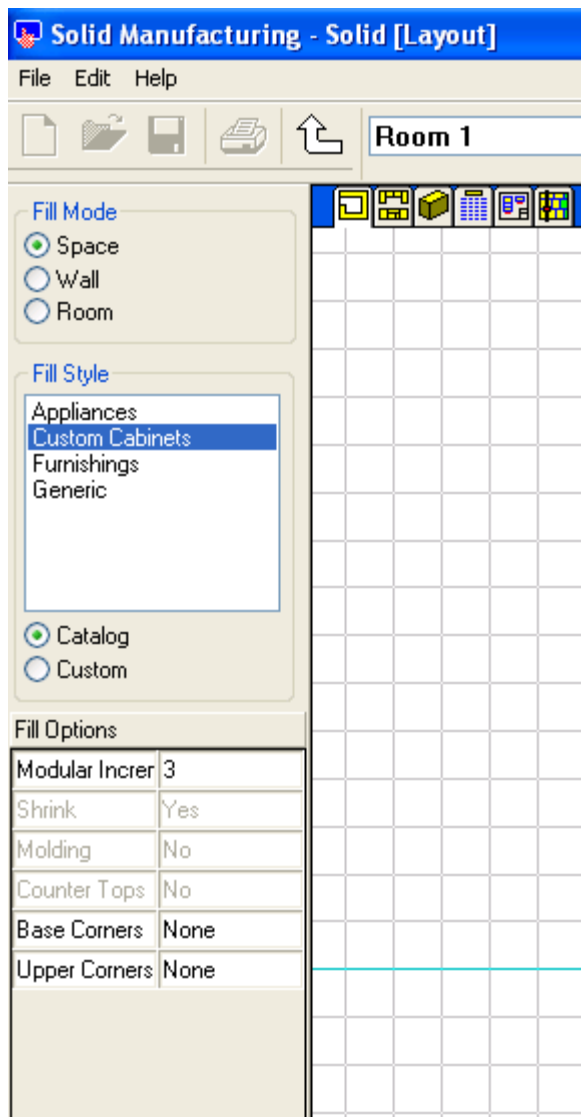 Solid Manufacturing - Solid [Layout]
File Edit Help
Room 1
Fill Mode
Space
Wall
Room
Fill Style
Appliances
Custom Cabinets
Furnishings
Generic
Catalog
Custom
Fill Options
Modular Increr 3
Shrink Yes
Molding No
Counter Tops No
Base Corners None
Upper Corners None